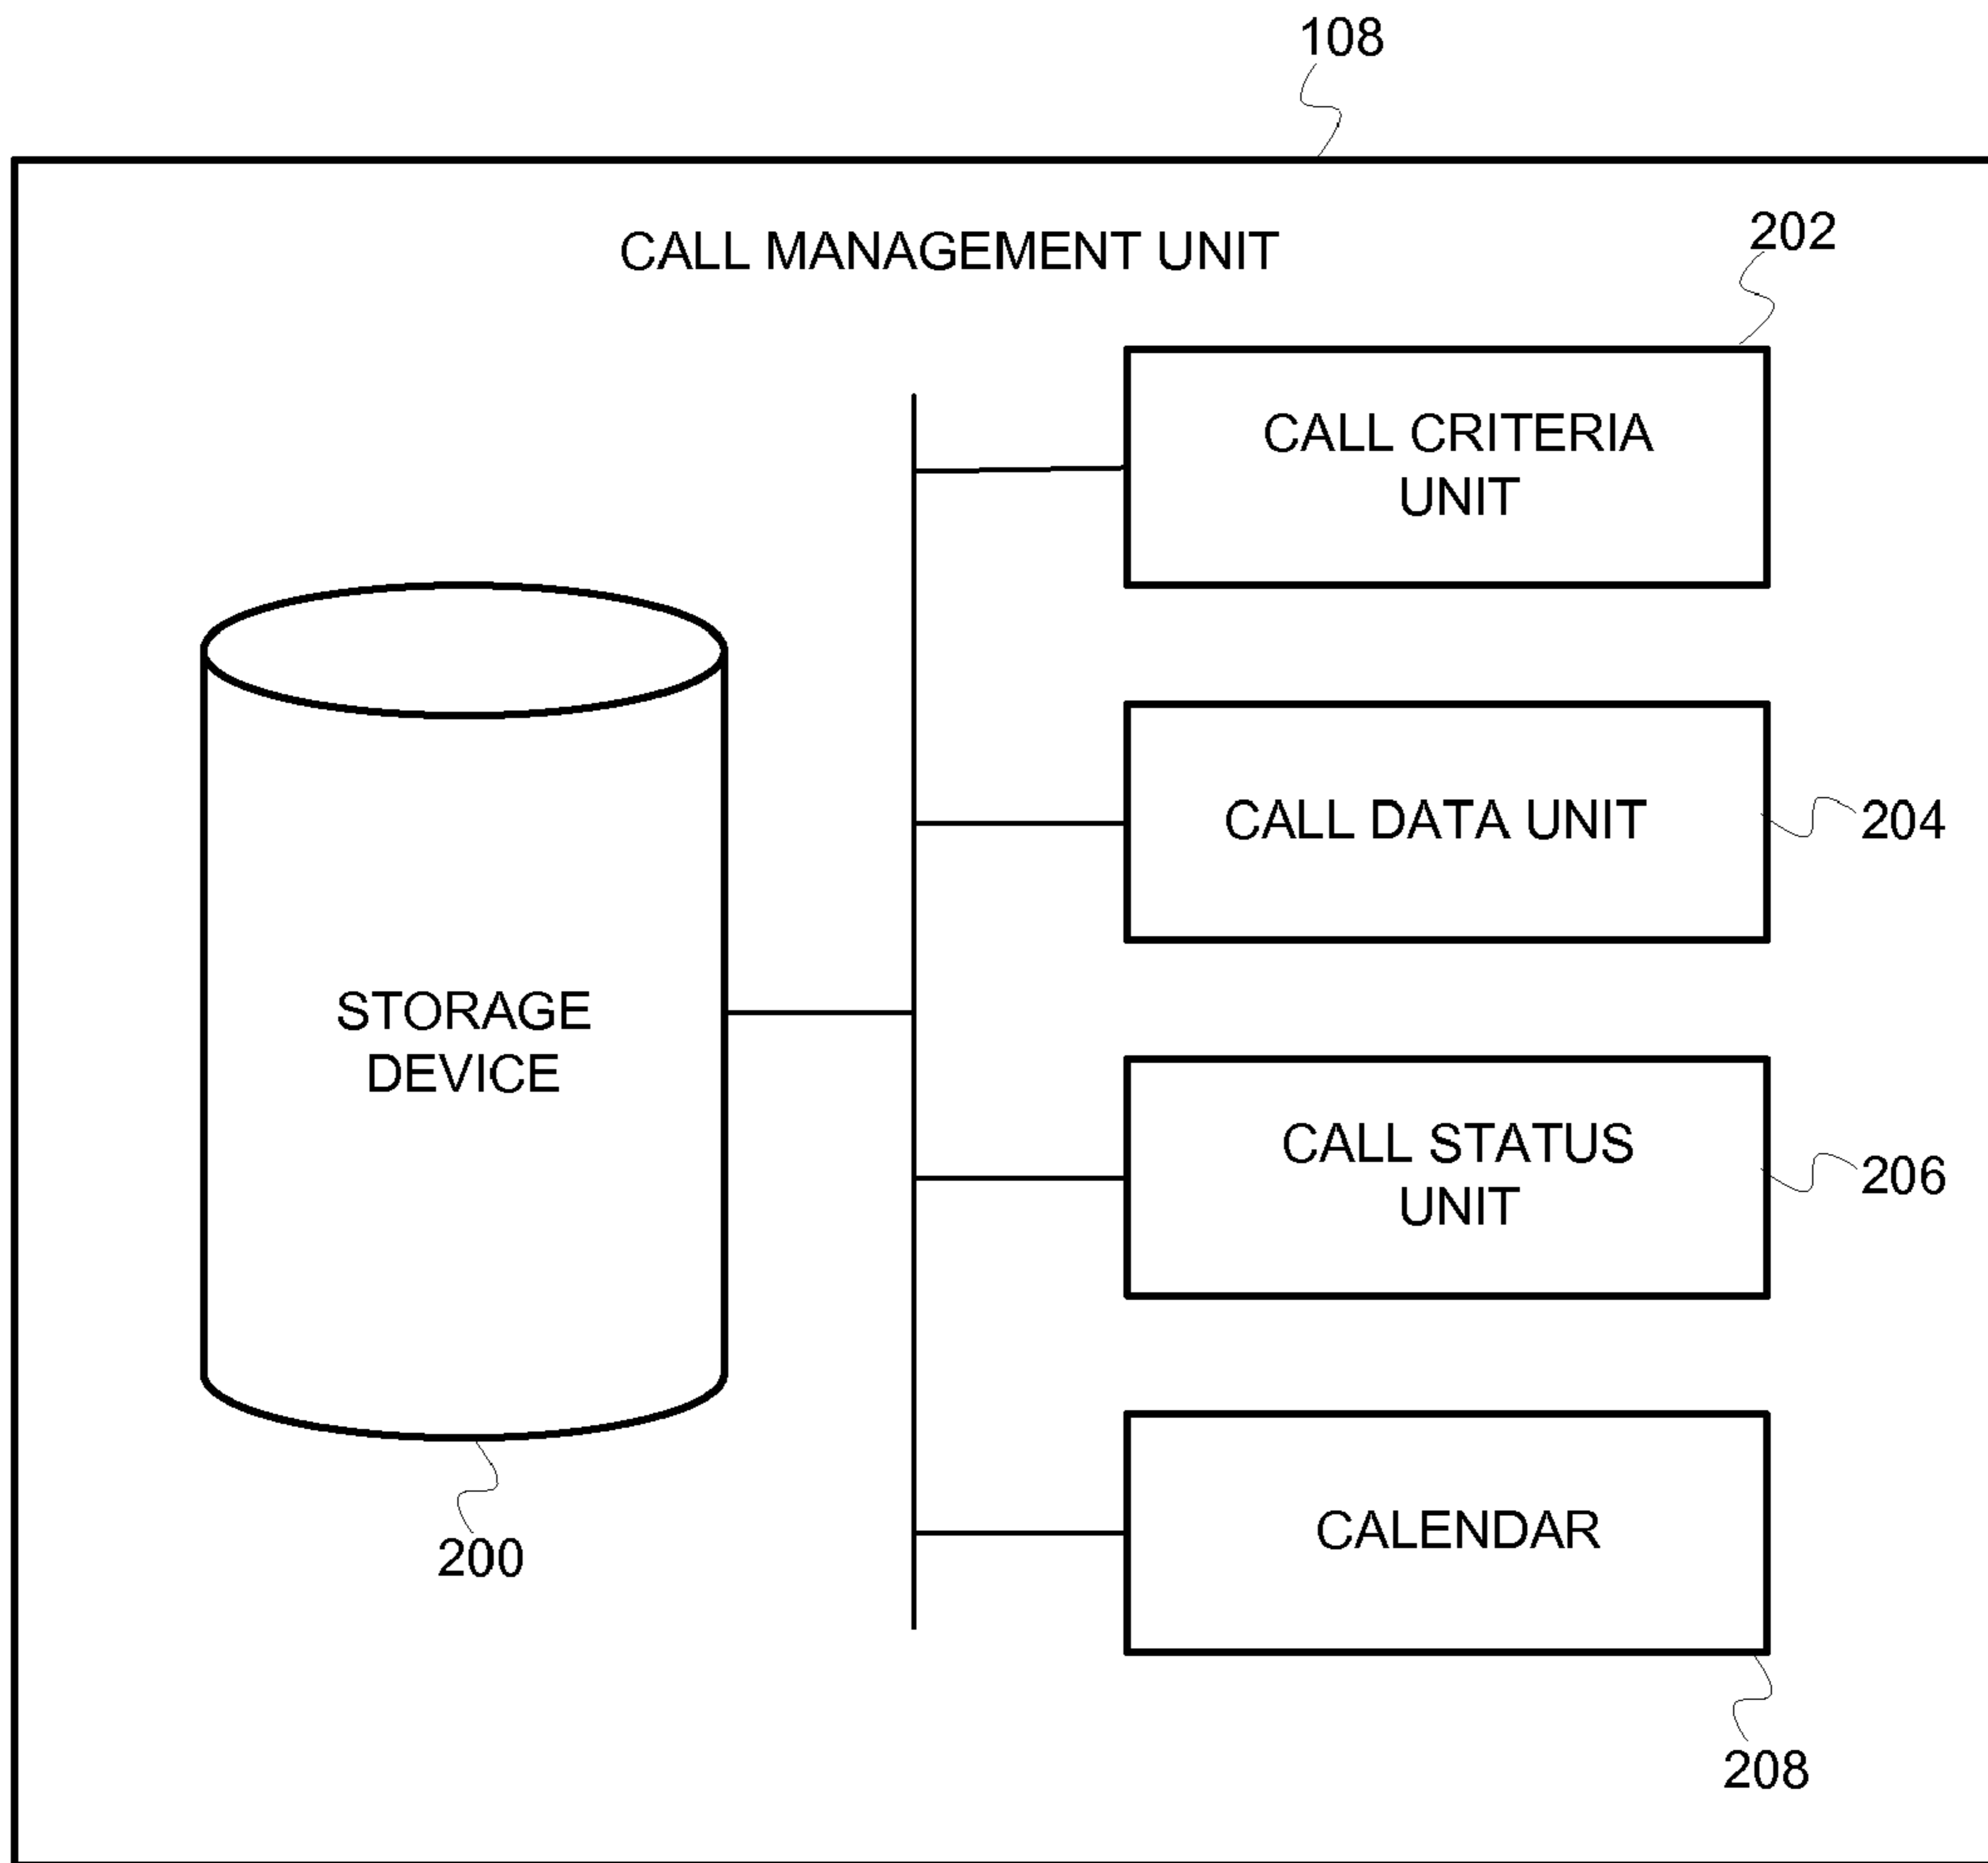 108
CALL MANAGEMENT UNIT
202
CALL CRITERIA
UNIT
CALL DATA UNIT
204
STORAGE
DEVICE
CALL STATUS
UNIT
206
CALENDAR
200
208